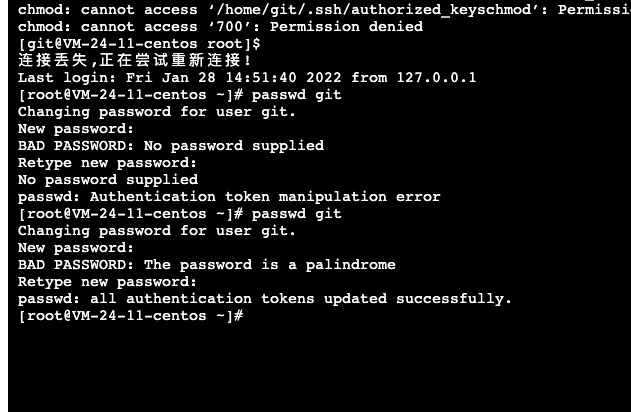 chmod: cannot access ‘/home/git/.ssh/authorized_keyschmod’: Permissio
chmod: cannot access ‘700’: Permission denied
[git@VM-24-11-centos root]$
连接丢失,正在尝试重新连接!
Last login: Fri Jan 28 14:51:40 2022 from 127.0.0.1
[root@VM-24-11-centos ~]# passwd git
Changing password for user git.
New password:
BAD PASSWORD: No password supplied
Retype new password:
No password supplied
passwd: Authentication token manipulation error
[root@VM-24-11-centos ~]# passwd git
Changing password for user git.
New password:
BAD PASSWORD: The password is a palindrome
Retype new password:
passwd: all authentication tokens updated successfully.
[root@VM-24-11-centos ~]#